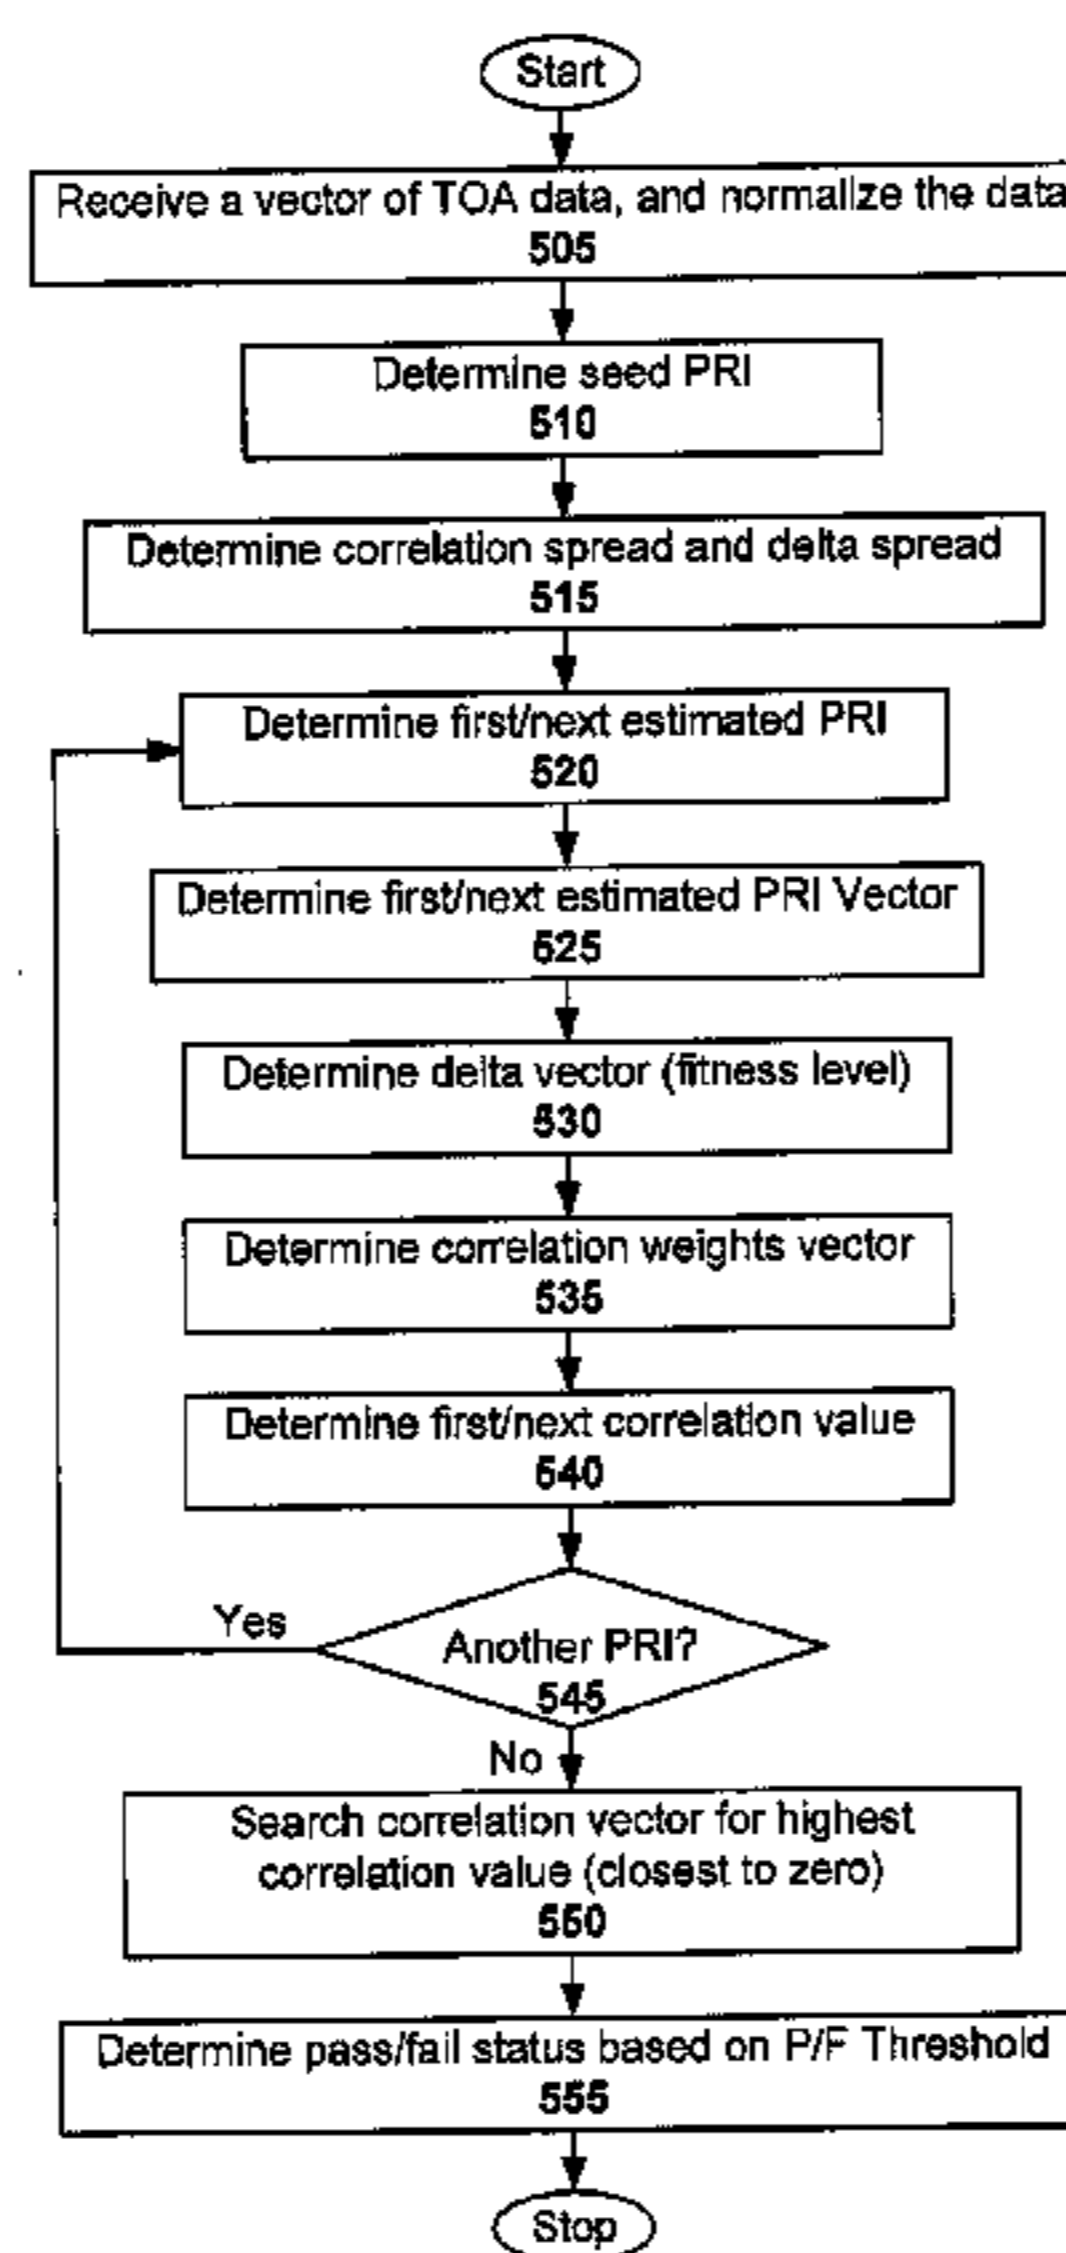 Start
Receive a vector of TOA data, and normalize the data
505
Determine seed PRI
510
Determine correlation spread and delta spread
515
Determine first/next estimated PRI
520
Determine first/next estimated PRI Vector
525
Determine delta vector (fitness level)
530
Determine correlation weights vector
535
Determine first/next correlation value
540
Yes
Another PRI?
545
No
Search correlation vector for highest
correlation value (closest to zero)
550
Determine pass/fail status based on P/F Threshold
555
Stop